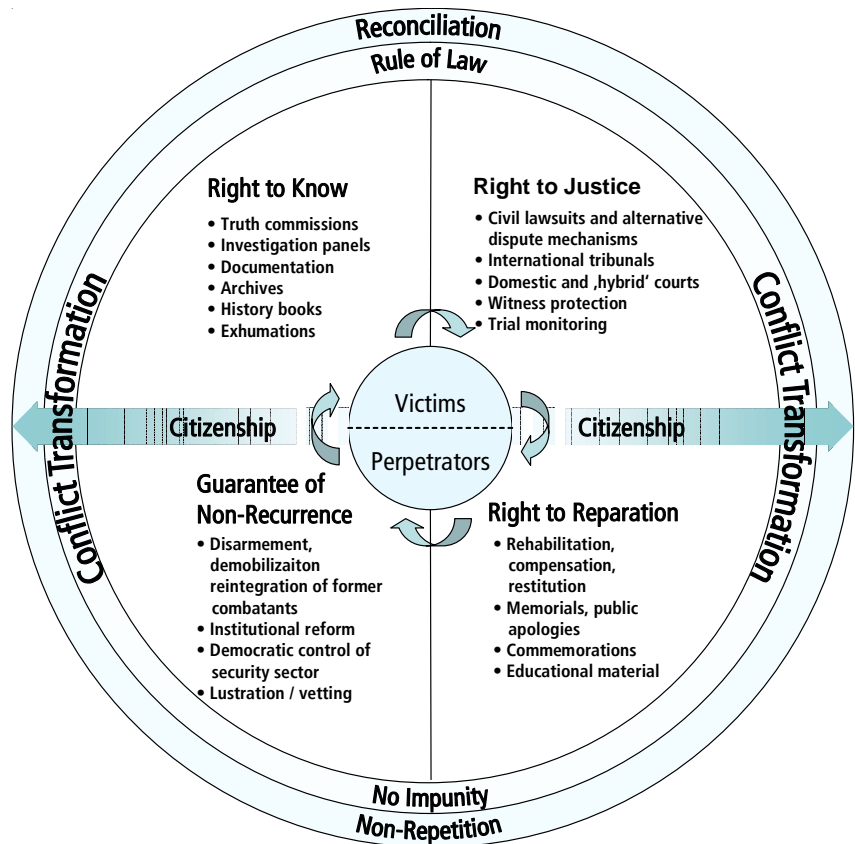 Reconciliation
Rule of Law
Right to Know
• Truth commissions
• Investigation panels
• Documentation
• Archives
• History books
• Exhumations
Right to Justice
• Civil lawsuits and alternative
dispute mechanisms
• International tribunals
• Domestic and ‚hybrid‘ courts
• Witness protection
• Trial monitoring
Conflict Transformation
Conflict Transformation
Citizenship
Victims
Perpetrators
Citizenship
Guarantee of
Non-Recurrence
• Disarmement,
demobilizaiton
reintegration of former
combatants
• Institutional reform
• Democratic control of
security sector
• Lustration / vetting
Right to Reparation
• Rehabilitation,
compensation,
restitution
• Memorials, public
apologies
• Commemorations
• Educational material
No Impunity
Non-Repetition